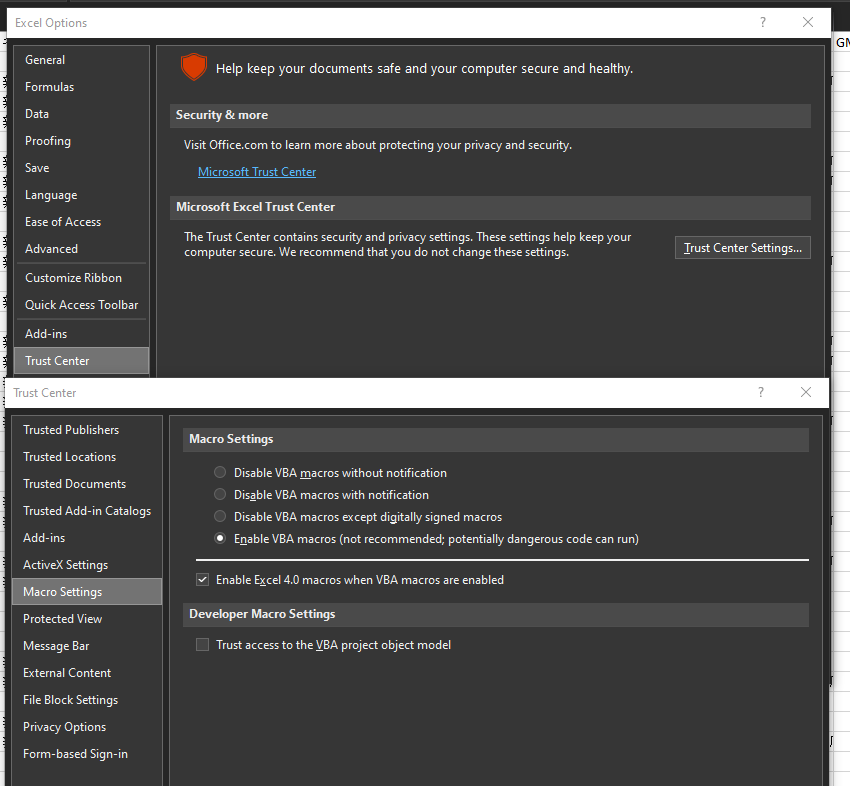 Excel Options
?
General
Formulas
Data
Proofing
Save
Language
Ease of Access
Advanced
Customize Ribbon
Quick Access Toolbar
Add-ins
Trust Center
Help keep your documents safe and your computer secure and healthy.
Security & more
Visit Office.com to learn more about protecting your privacy and security.
Microsoft Trust Center
Microsoft Excel Trust Center
The Trust Center contains security and privacy settings. These settings help keep your
computer secure. We recommend that you do not change these settings.
Trust Center Settings...
Trust Center
?
Trusted Publishers
Trusted Locations
Trusted Documents
Trusted Add-in Catalogs
Add-ins
ActiveX Settings
Macro Settings
Protected View
Message Bar
External Content
File Block Settings
Privacy Options
Form-based Sign-in
Macro Settings
Disable VBA macros without notification
Disable VBA macros with notification
Disable VBA macros except digitally signed macros
Enable VBA macros (not recommended; potentially dangerous code can run)
Enable Excel 4.0 macros when VBA macros are enabled
Developer Macro Settings
Trust access to the VBA project object model